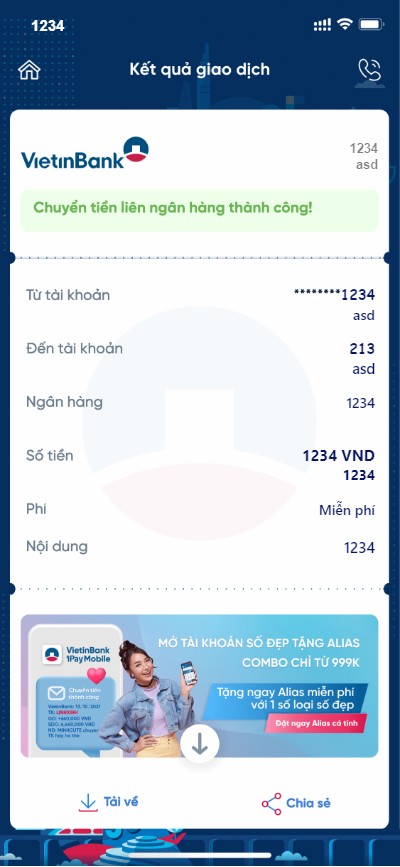 1234
Kết quả giao dịch
VietinBank
1234
asd
Chuyển tiền liên ngân hàng thành công!
Từ tài khoản
********1234
asd
Đến tài khoản
213
asd
Ngân hàng
1234
Số tiền
1234 VND
1234
Phí
Miễn phí
Nội dung
1234
VietinBank
1PayMobile
Chuyển tiền
thành công
MỞ TÀI KHOẢN SỐ ĐẸP TẶNG ALIAS
COMBO CHỈ TỪ 999K
Tặng ngay Alias miễn phí
với 1 số loại số đẹp
Đặt ngay Alias cá tính
Tải về
Chia sẻ